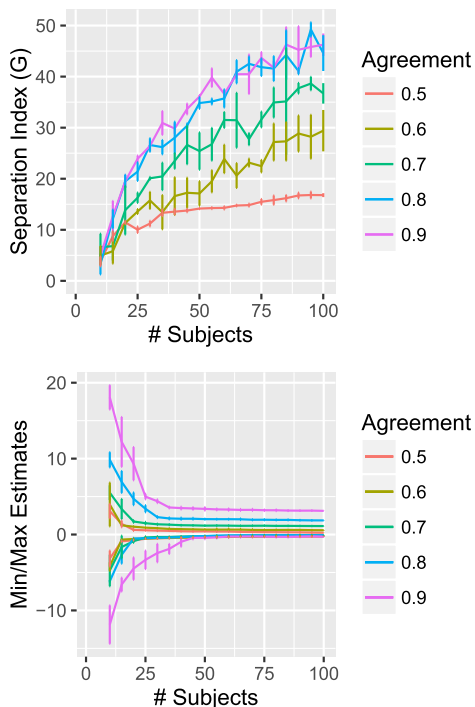 Separation Index (G)
50
40
30
20
10
0
0 25 50 75 100
# Subjects
Agreement
0.5
0.6
0.7
0.8
0.9
Min/Max Estimates
20
10
0
−10
0 25 50 75 100
# Subjects
Agreement
0.5
0.6
0.7
0.8
0.9